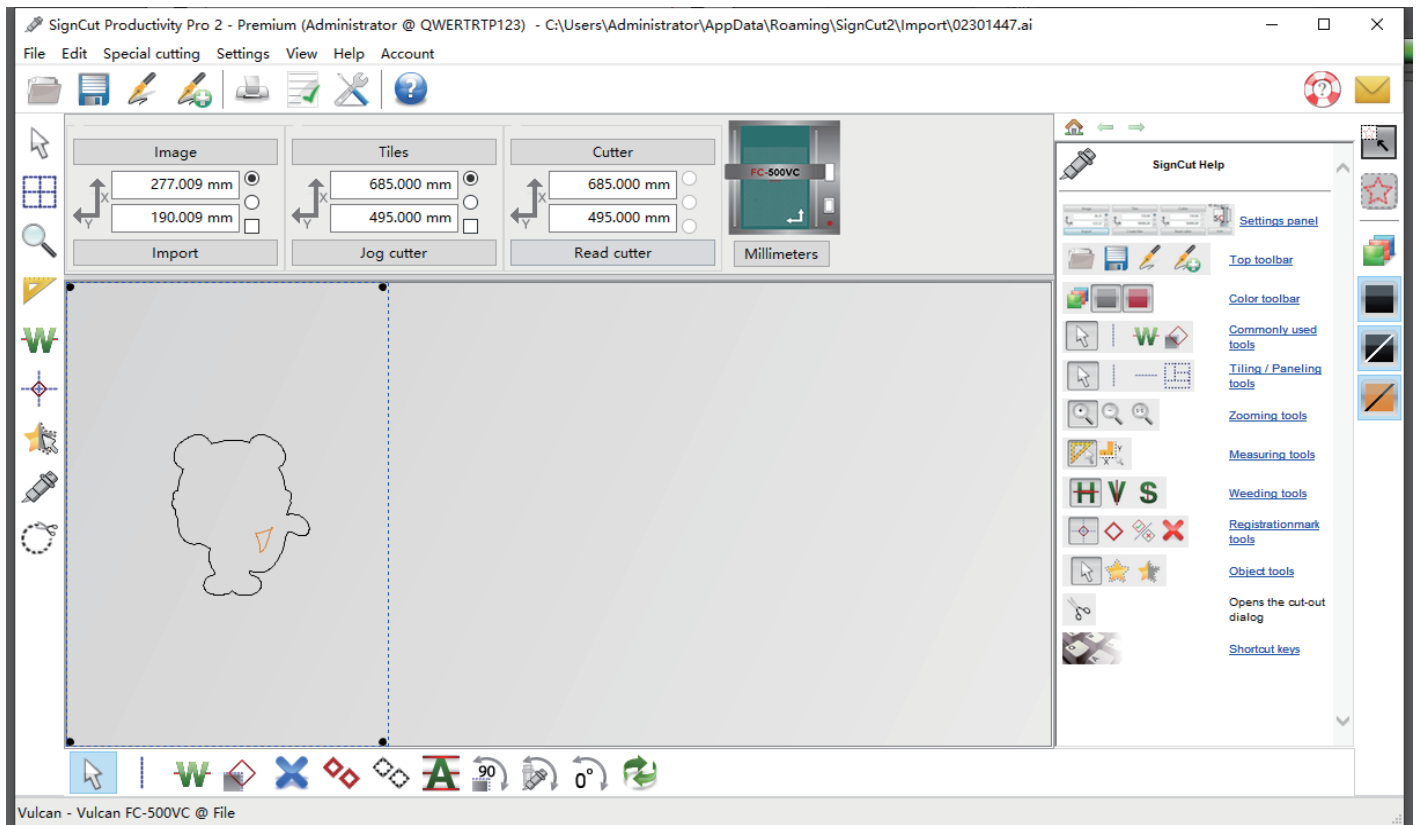 SignCut Productivity Pro 2 - Premium (Administrator @ QWERTRTP123) - C:\Users\Administrator\AppData\Roaming\SignCut2\Import\02301447.ai
File Edit Special cutting Settings View Help Account
Image Tiles Cutter
X 277.009 mm X 685.000 mm X 685.000 mm
FC-500VC
Y 190.009 mm Y 495.000 mm Y 495.000 mm
Import Jog cutter Read cutter Millimeters
SignCut Help
Settings panel
Top toolbar
Color toolbar
W Commonly used
tools
Tiling / Paneling
tools
Zooming tools
Measuring tools
H V S Weeding tools
Registrationmark
tools
Object tools
Opens the cut-out
dialog
Shortcut keys
W
W A 90 0°
Vulcan - Vulcan FC-500VC @ File